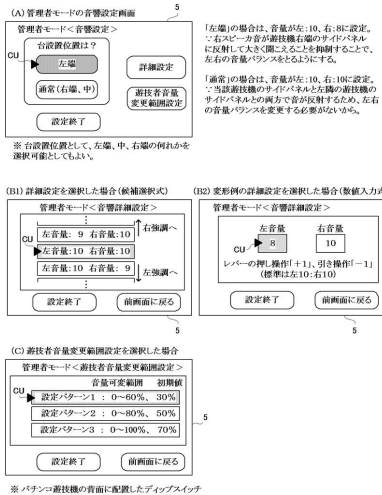 (A) 管理者モードの音響設定画面
5
管理者モード<音響設定>
台設置位置は？
CU
左端
通常(右端、中)
詳細設定
遊技者音量
変更範囲設定
設定終了
※ 台設置位置として、左端、中、右端の何れかを
選択可能としてもよい。
「左端」の場合は、音量が左:10、右:8に設定。
∵右スピーカ音が遊技機右端のサイドパネル
に反射して大きく聞こえることを抑制することで、
左右の音量バランスをとるようにする。
「通常」の場合は、音量が左:10、右:10に設定。
∵当該遊技機のサイドパネルと左隣の遊技機の
サイドパネルとの両方で音が反射するため、左右
の音量バランスを変更する必要がないから。
(B1) 詳細設定を選択した場合(候補選択式)
管理者モード<音響詳細設定>
右強調へ
左音量: 9 右音量:10
CU
左音量:10 右音量:10
左音量:10 右音量: 9
左強調へ
設定終了
前画面に戻る
5
(B2) 変形例の詳細設定を選択した場合(数値入力式
管理者モード<音響詳細設定>
左音量 右音量
CU
8 10
レバーの押し操作「+1」、引き操作「−1」
(標準は左10:右10)
設定終了
前画面に戻る
5
(C) 遊技者音量変更範囲設定を選択した場合
管理者モード<遊技者音量変更範囲設定>
CU
音量可変範囲 初期値
設定パターン1 : 0～60%、 30%
設定パターン2 : 0～80%、 50%
設定パターン3 : 0～100%、 70%
設定終了
前画面に戻る
5
※ パチンコ遊技機の背面に配置したディップスイッチ